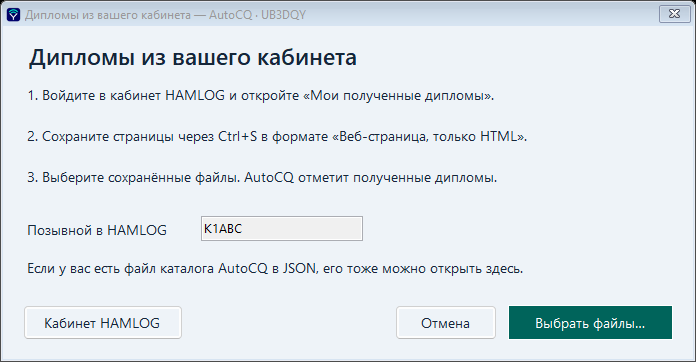 Дипломы из вашего кабинета — AutoCQ · UB3DQY
Дипломы из вашего кабинета
1. Войдите в кабинет HAMLOG и откройте «Мои полученные дипломы».
2. Сохраните страницы через Ctrl+S в формате «Веб-страница, только HTML».
3. Выберите сохранённые файлы. AutoCQ отметит полученные дипломы.
Позывной в HAMLOG K1ABC
Если у вас есть файл каталога AutoCQ в JSON, его тоже можно открыть здесь.
Кабинет HAMLOG Отмена Выбрать файлы...